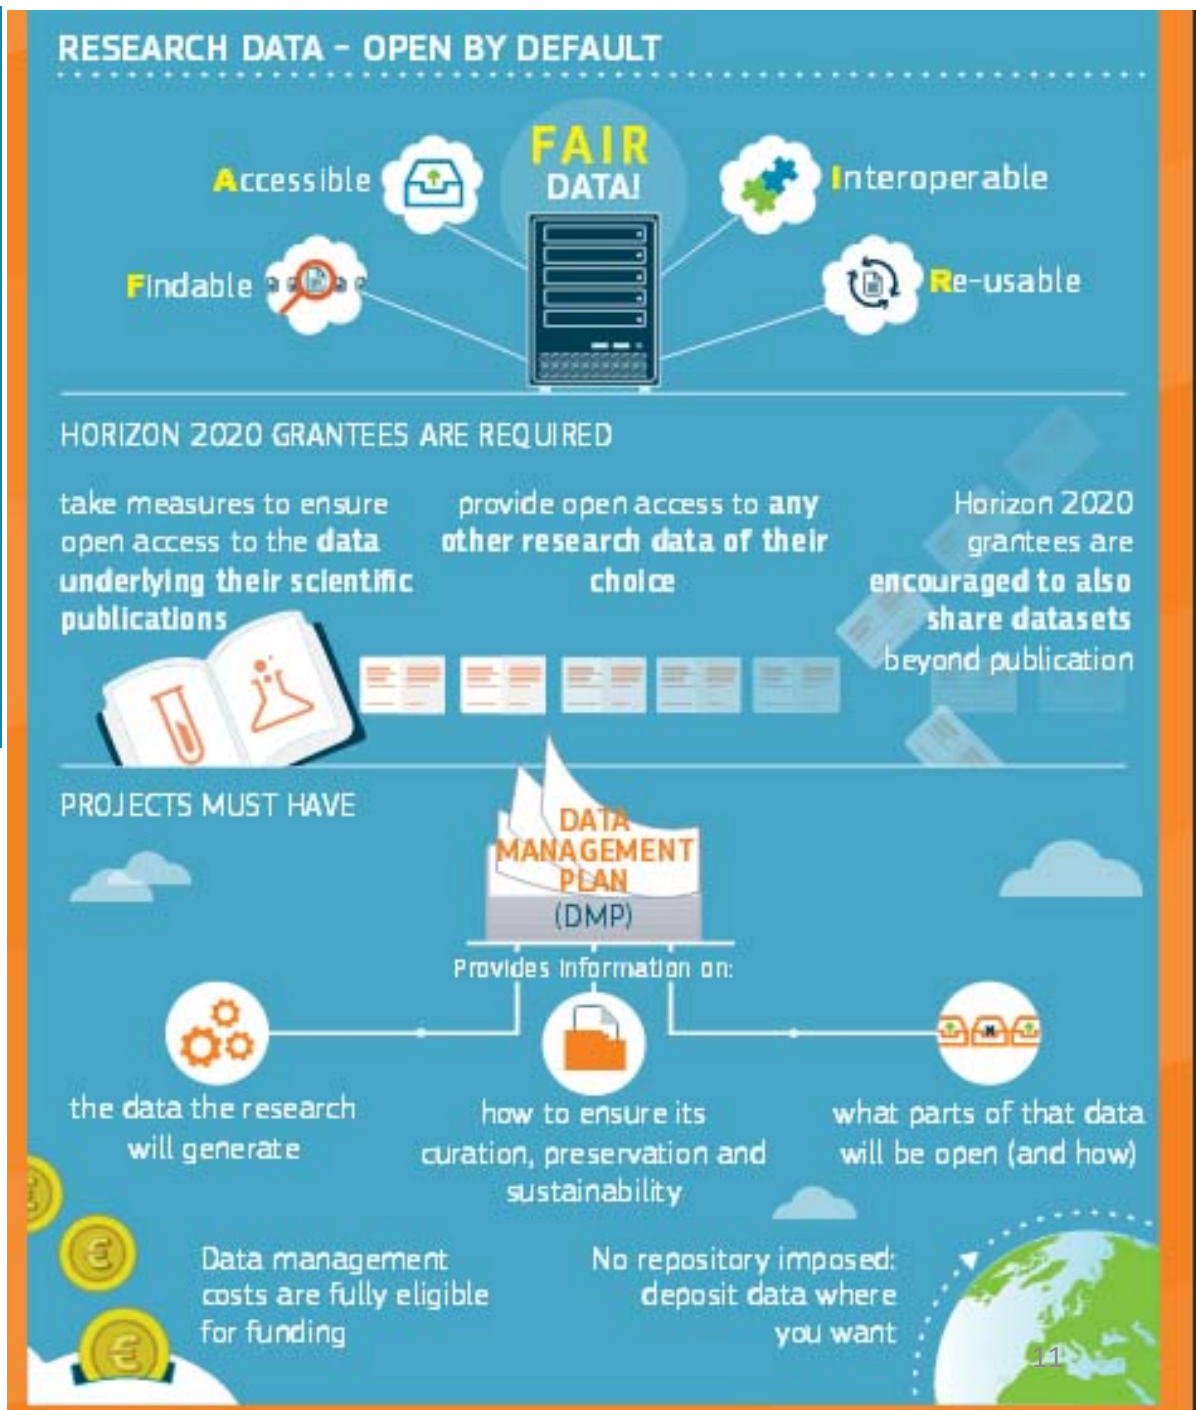 RESEARCH DATA - OPEN BY DEFAULT
FAIR
DATA!
Accessible
Interoperable
Findable
Re-usable
HORIZON 2020 GRANTEES ARE REQUIRED
take measures to ensure
open access to the data
underlying their scientific
publications
provide open access to any
other research data of their
choice
Horizon 2020
grantees are
encouraged to also
share datasets
beyond publication
PROJECTS MUST HAVE
DATA
MANAGEMENT
PLAN
(DMP)
Provides information on:
the data the research
will generate
how to ensure its
curation, preservation and
sustainability
what parts of that data
will be open (and how)
Data management
costs are fully eligible
for funding
No repository imposed:
deposit data where
you want
€
€
€
11